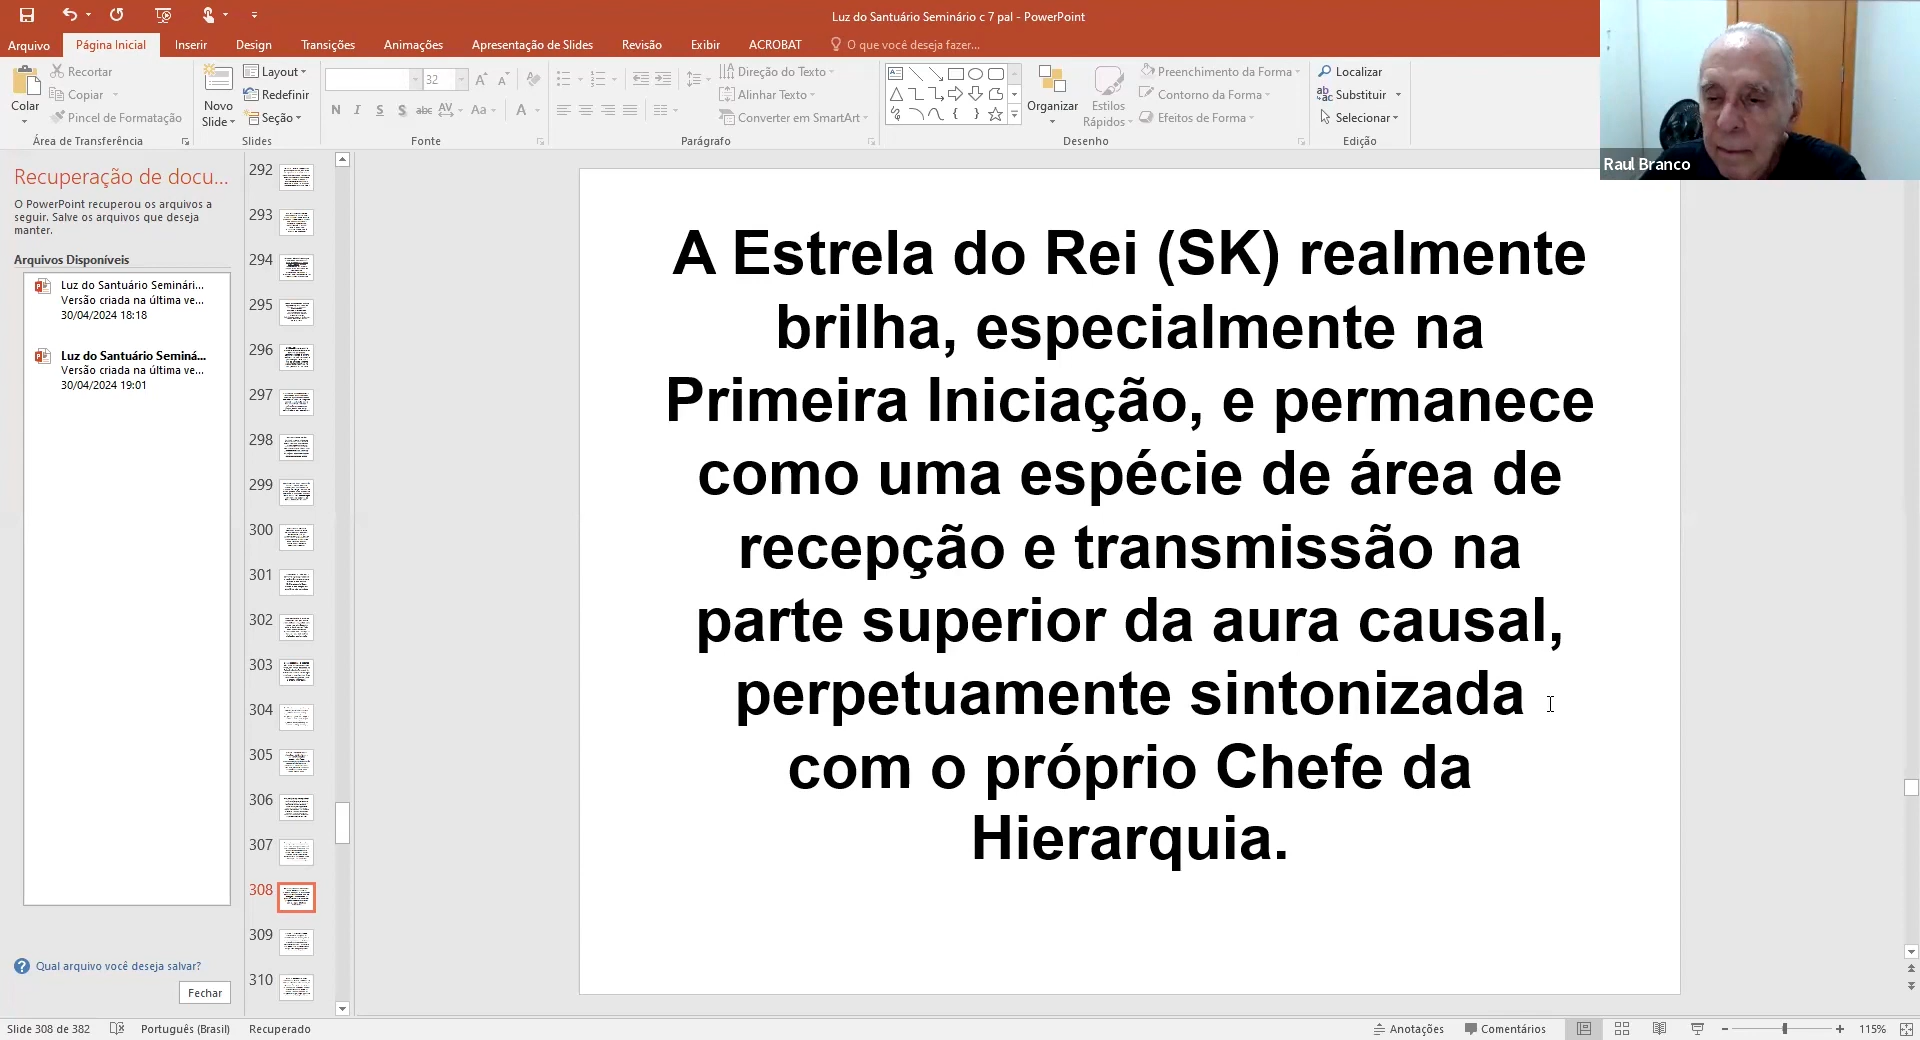 Luz do Santuário Seminário c 7 pal - PowerPoint
Arquivo
Página Inicial
Inserir
Design
Transições
Animações
Apresentação de Slides
Revisão
Exibir
ACROBAT
O que você deseja fazer...
Colar
Recortar
Copiar
Pincel de Formatação
Área de Transferência
Novo
Slide
Layout
Redefinir
Seção
Slides
32
N I S S abc AV Aa A
Fonte
Direção do Texto
Alinhar Texto
Converter em SmartArt
Parágrafo
Organizar
Estilos
Rápidos
Preenchimento da Forma
Contorno da Forma
Efeitos de Forma
Desenho
Localizar
Substituir
Selecionar
Edição
Raul Branco
Recuperação de docu...
O PowerPoint recuperou os arquivos a
seguir. Salve os arquivos que deseja
manter.
Arquivos Disponíveis
Luz do Santuário Seminári...
Versão criada na última ve...
30/04/2024 18:18
Luz do Santuário Seminá...
Versão criada na última ve...
30/04/2024 19:01
Qual arquivo você deseja salvar?
Fechar
292
293
294
295
296
297
298
299
300
301
302
303
304
305
306
307
308
309
310
A Estrela do Rei (SK) realmente
brilha, especialmente na
Primeira Iniciação, e permanece
como uma espécie de área de
recepção e transmissão na
parte superior da aura causal,
perpetuamente sintonizada
com o próprio Chefe da
Hierarquia.
Slide 308 de 382
Português (Brasil)
Recuperado
Anotações
Comentários
115%